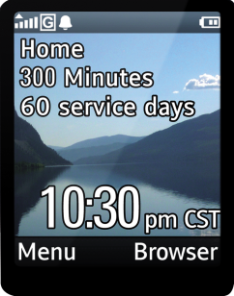 G
Home
300 Minutes
60 service days
10:30 pm CST
Menu Browser